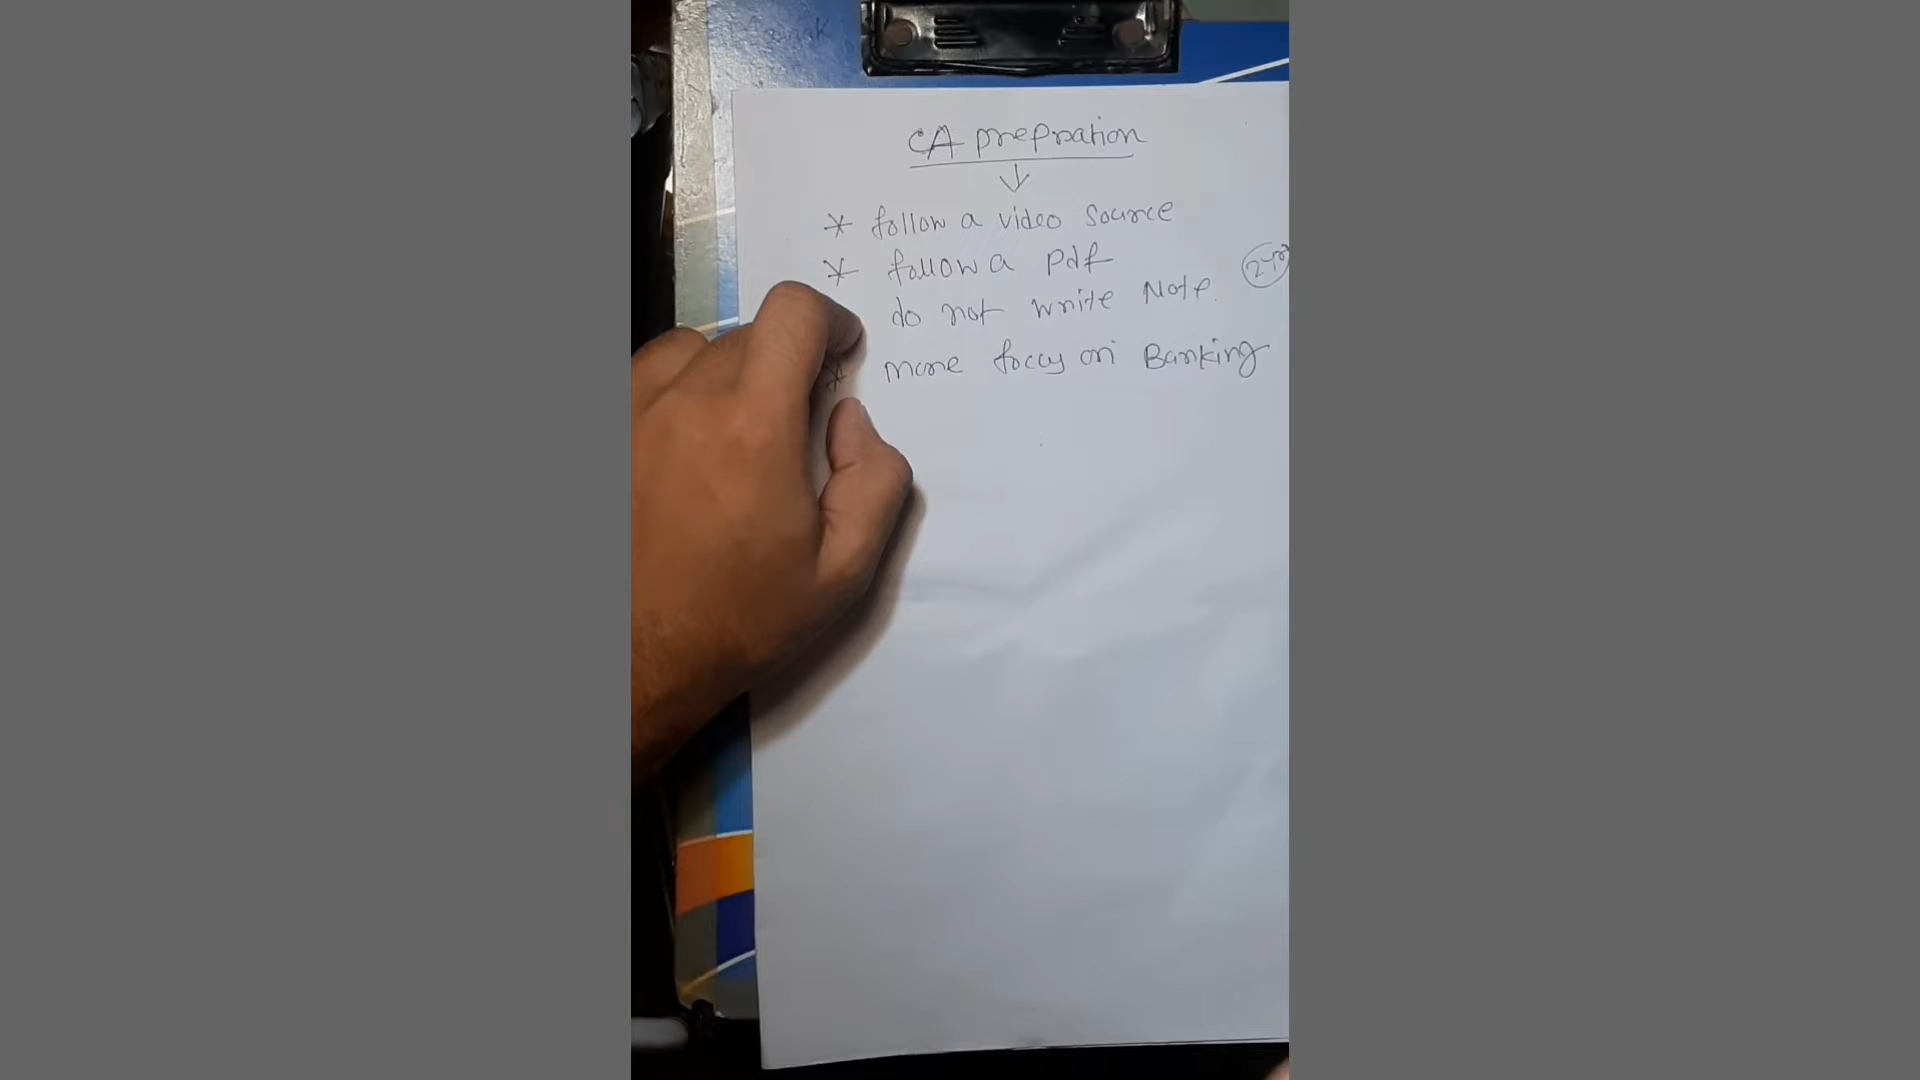 CA prepration
* follow a video source
* follow a pdf
do not write Note.
* more focus on Banking